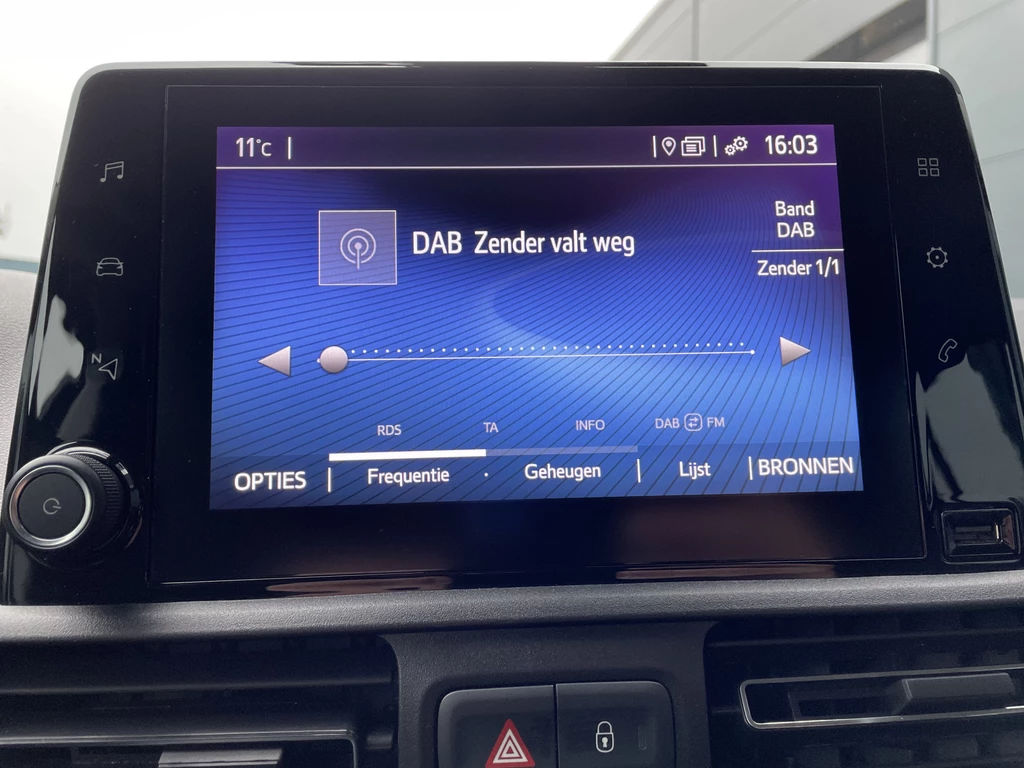 11°C
16:03
Band
DAB
DAB Zender valt weg
Zender 1/1
N
RDS TA INFO DAB FM
OPTIES Frequentie · Geheugen Lijst BRONNEN